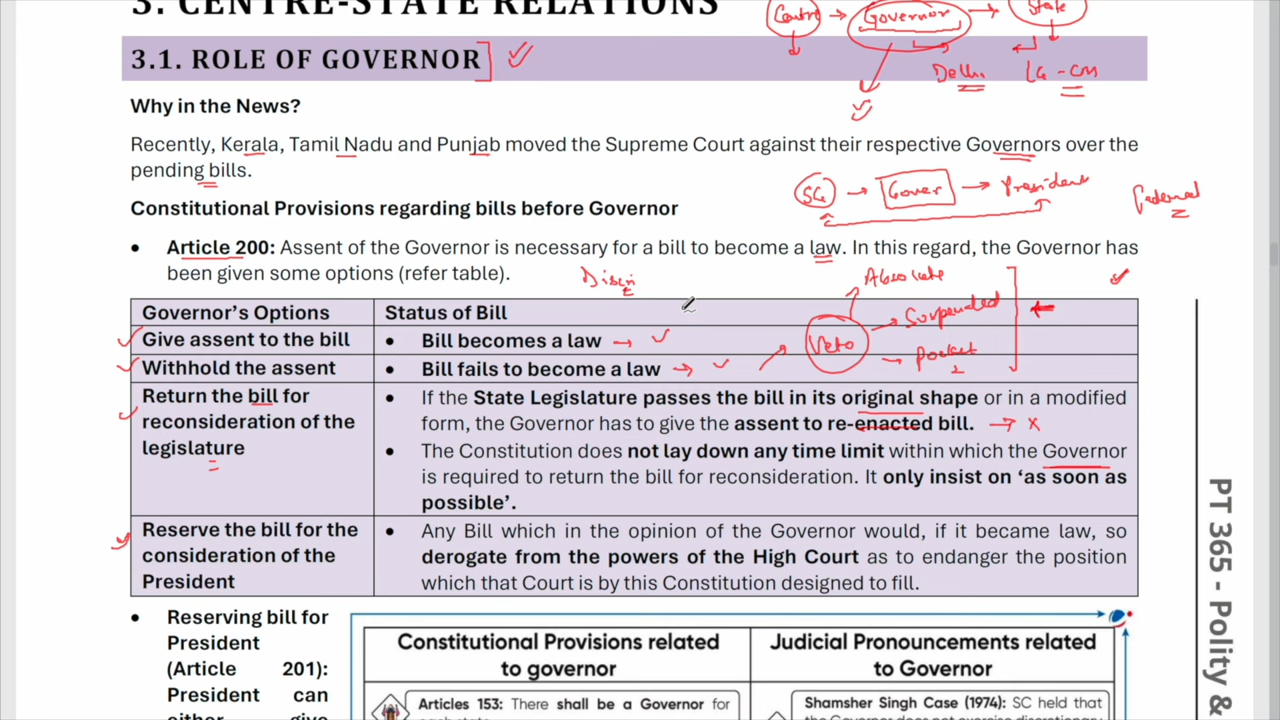 3. CENTRE-STATE RELATIONS
Centre → Governor → State
3.1. ROLE OF GOVERNOR
Delhi LG - CM
Why in the News?
Recently, Kerala, Tamil Nadu and Punjab moved the Supreme Court against their respective Governors over the
pending bills.
→ Gover → President
Federal
Constitutional Provisions regarding bills before Governor
• Article 200: Assent of the Governor is necessary for a bill to become a law. In this regard, the Governor has
been given some options (refer table).
Absolute
Suspended
Veto
Pocket
Governor's Options
Status of Bill
Give assent to the bill
• Bill becomes a law →
Withhold the assent
• Bill fails to become a law →
Return the bill for
reconsideration of the
legislature
• If the State Legislature passes the bill in its original shape or in a modified
form, the Governor has to give the assent to re-enacted bill. → x
• The Constitution does not lay down any time limit within which the Governor
is required to return the bill for reconsideration. It only insist on 'as soon as
possible'.
Reserve the bill for the
consideration of the
President
• Any Bill which in the opinion of the Governor would, if it became law, so
derogate from the powers of the High Court as to endanger the position
which that Court is by this Constitution designed to fill.
• Reserving bill for
President
(Article 201):
President can
either give
Constitutional Provisions related
to governor
Articles 153: There shall be a Governor for
each state
Judicial Pronouncements related
to Governor
Shamsher Singh Case (1974): SC held that
the Governor does not exercise
PT 365 - Polity &